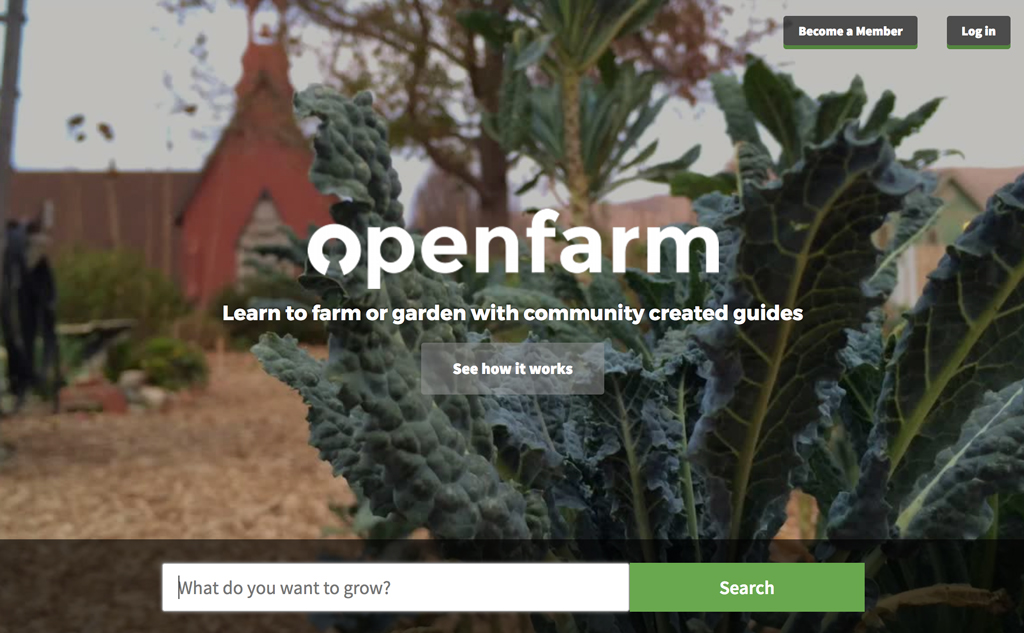 Become a Member
Log in
openfarm
Learn to farm or garden with community created guides
See how it works
What do you want to grow?
Search